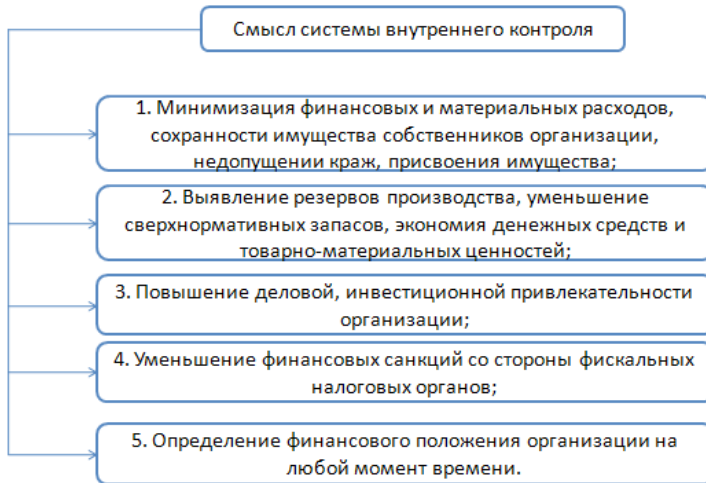 Смысл системы внутреннего контроля
1. Минимизация финансовых и материальных расходов,
сохранности имущества собственников организации,
недопущении краж, присвоения имущества;
2. Выявление резервов производства, уменьшение
сверхнормативных запасов, экономия денежных средств и
товарно-материальных ценностей;
3. Повышение деловой, инвестиционной привлекательности
организации;
4. Уменьшение финансовых санкций со стороны фискальных
налоговых органов;
5. Определение финансового положения организации на
любой момент времени.